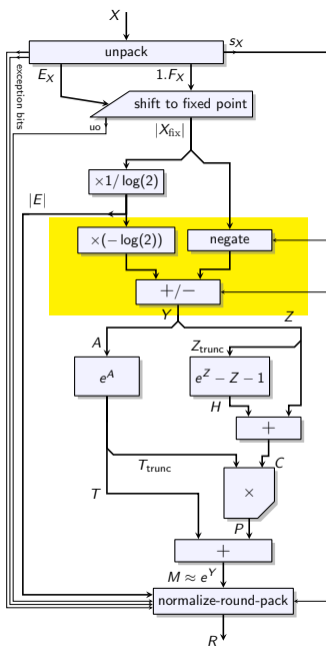 X
unpack
s_X
E_X
1.F_X
exception bits
shift to fixed point
uo
|X_fix|
×1/log(2)
|E|
×(− log(2))
negate
+/−
Y
Z
A
Z_trunc
e^A
e^Z − Z − 1
H
+
T_trunc
C
×
T
P
+
M ≈ e^Y
normalize-round-pack
R